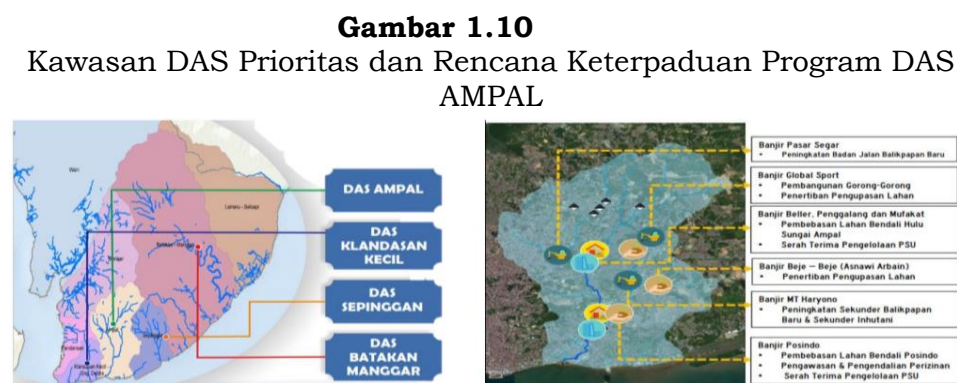 Gambar 1.10
Kawasan DAS Prioritas dan Rencana Keterpaduan Program DAS
AMPAL
Wain
Lamaru - Selicapi
DAS AMPAL
DAS
KLANDASAN
KECIL
DAS
SEPINGGAN
DAS
BATAKAN
MANGGAR
Banjir Pasar Segar
• Peningkatan Badan Jalan Balikpapan Baru
Banjir Global Sport
• Pembangunan Gorong-Gorong
• Penertiban Pengupasan Lahan
Banjir Beller, Penggalang dan Mufakat
• Pembebasan Lahan Bendali Hulu
Sungai Ampal
• Serah Terima Pengelolaan PSU
Banjir Beje – Beje (Asnawi Arbain)
• Penertiban Pengupasan Lahan
Banjir MT Haryono
• Peningkatan Sekunder Balikpapan
Baru & Sekunder Inhutani
Banjir Posindo
• Pembebasan Lahan Bendali Posindo
• Pengawasan & Pengendalian Perizinan
• Serah Terima Pengelolaan PSU